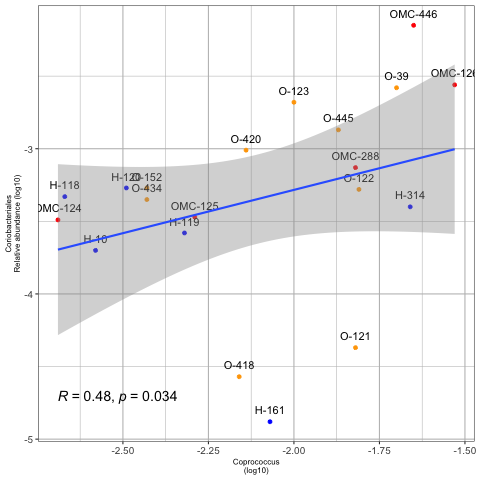 OMC-446
O-39
OMC-126
O-123
O-445
O-420
OMC-288
H-120
O-152
O-122
O-434
H-118
H-314
OMC-124
OMC-125
H-119
H-10
O-121
O-418
R = 0.48, p = 0.034
H-161
-3
-4
-5
-2.50
-2.25
-2.00
-1.75
-1.50
Coprococcus
(log10)
Coriobacteriales
Relative abundance (log10)